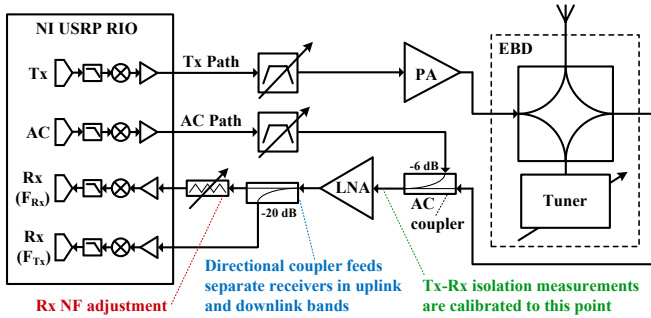 NI USRP RIO
EBD
Tx
Tx Path
PA
AC
AC Path
-6 dB
Rx
(FRx)
LNA
AC
coupler
Tuner
-20 dB
Rx
(FTx)
Directional coupler feeds
separate receivers in uplink
and downlink bands
Tx-Rx isolation measurements
are calibrated to this point
Rx NF adjustment